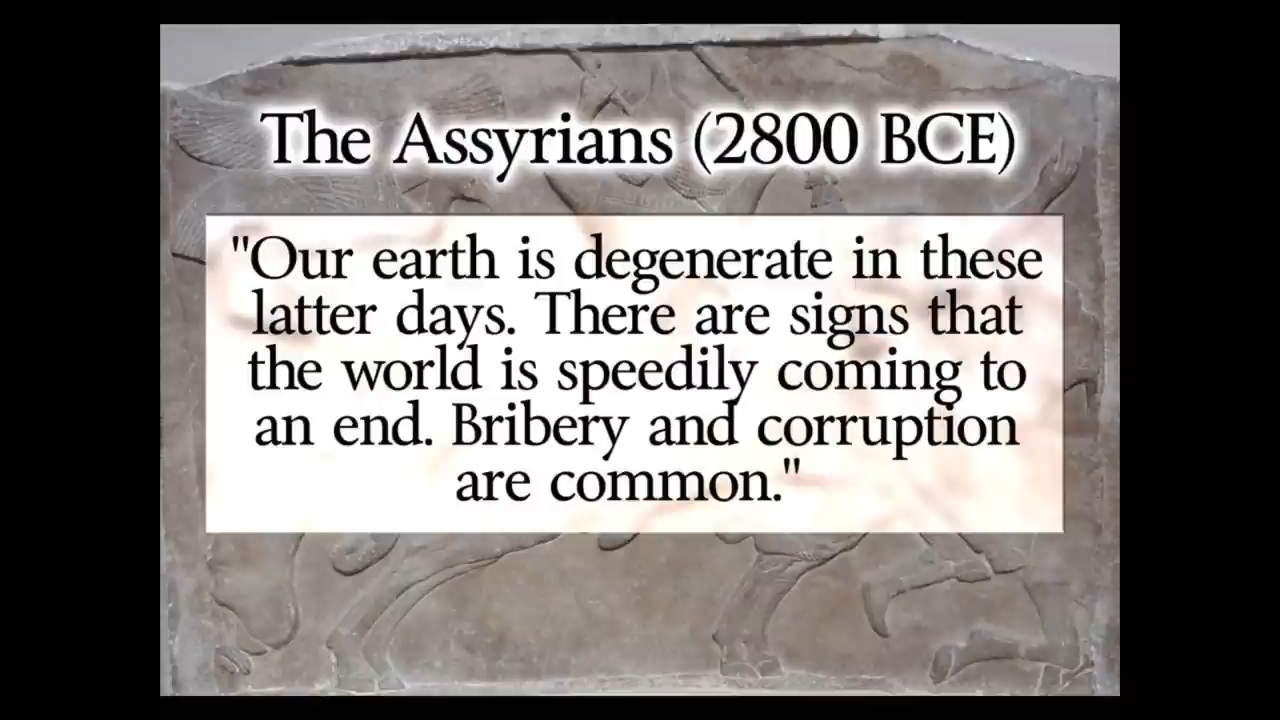 The Assyrians (2800 BCE)
"Our earth is degenerate in these
latter days. There are signs that
the world is speedily coming to
an end. Bribery and corruption
are common."